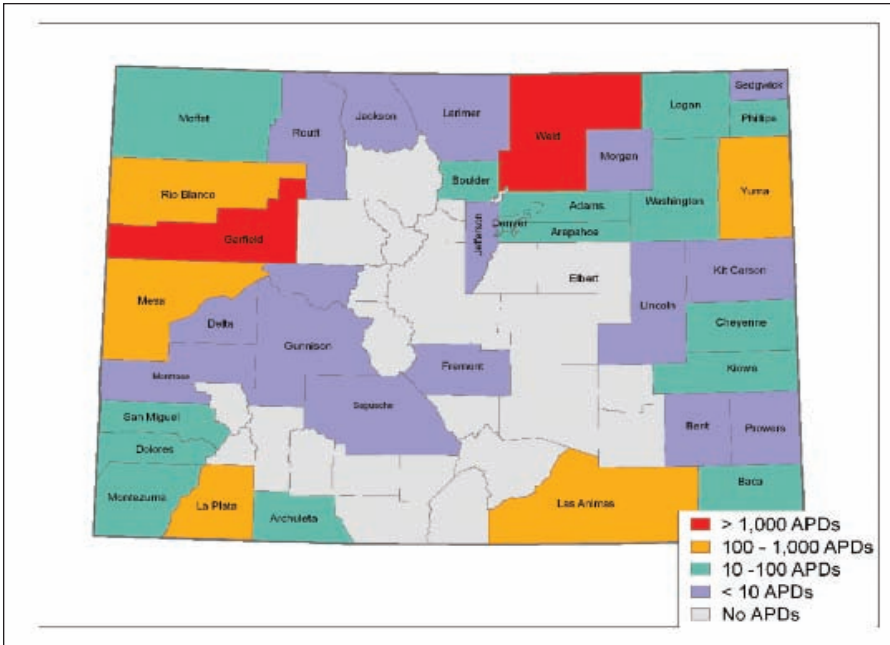 Moffat
Routt
Jackson
Larimer
Weld
Logan
Sedgwick
Phillips
Morgan
Rio Blanco
Boulder
Washington
Yuma
Garfield
Adams
Denver
Arapahoe
Jefferson
Mesa
Elbert
Kit Carson
Lincoln
Delta
Gunnison
Cheyenne
Fremont
Kiowa
Montrose
Saguache
San Miguel
Bent
Prowers
Dolores
Baca
Montezuma
La Plata
Archuleta
Las Animas
> 1,000 APDs
100 - 1,000 APDs
10 -100 APDs
< 10 APDs
No APDs